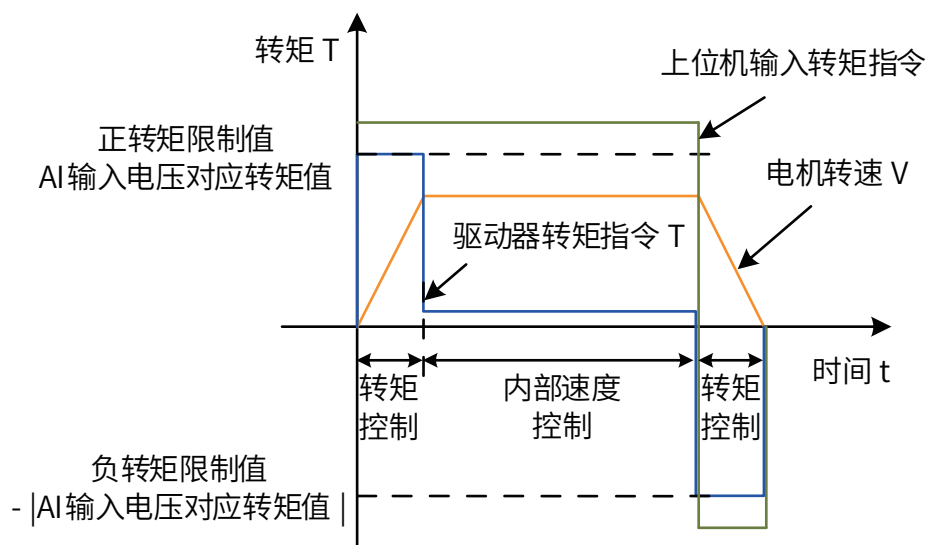 转矩 T
上位机输入转矩指令
正转矩限制值
AI输入电压对应转矩值
电机转速 V
驱动器转矩指令 T
时间 t
转矩
控制
内部速度
控制
转矩
控制
负转矩限制值
- |AI输入电压对应转矩值 |